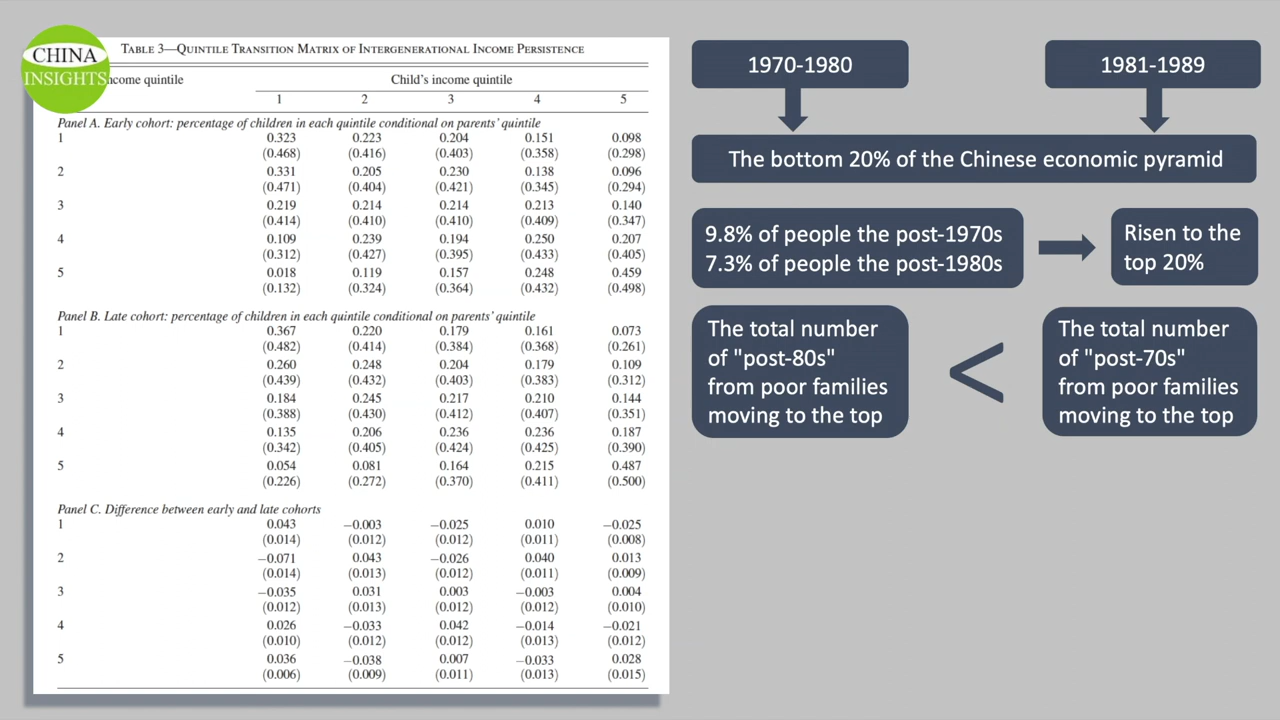 CHINA
INSIGHTS
TABLE 3—QUINTILE TRANSITION MATRIX OF INTERGENERATIONAL INCOME PERSISTENCE
income quintile Child's income quintile
1 2 3 4 5
Panel A. Early cohort: percentage of children in each quintile conditional on parents' quintile
1 0.323 0.223 0.204 0.151 0.098
(0.468) (0.416) (0.403) (0.358) (0.298)
2 0.331 0.205 0.230 0.138 0.096
(0.471) (0.404) (0.421) (0.345) (0.294)
3 0.219 0.214 0.214 0.213 0.140
(0.414) (0.410) (0.410) (0.409) (0.347)
4 0.109 0.239 0.194 0.250 0.207
(0.312) (0.427) (0.395) (0.433) (0.405)
5 0.018 0.119 0.157 0.248 0.459
(0.132) (0.324) (0.364) (0.432) (0.498)
Panel B. Late cohort: percentage of children in each quintile conditional on parents' quintile
1 0.367 0.220 0.179 0.161 0.073
(0.482) (0.414) (0.384) (0.368) (0.261)
2 0.260 0.248 0.204 0.179 0.109
(0.439) (0.432) (0.403) (0.383) (0.312)
3 0.184 0.245 0.217 0.210 0.144
(0.388) (0.430) (0.412) (0.407) (0.351)
4 0.135 0.206 0.236 0.236 0.187
(0.342) (0.405) (0.424) (0.425) (0.390)
5 0.054 0.081 0.164 0.215 0.487
(0.226) (0.272) (0.370) (0.411) (0.500)
Panel C. Difference between early and late cohorts
1 0.043 −0.003 −0.025 0.010 −0.025
(0.014) (0.012) (0.012) (0.011) (0.008)
2 −0.071 0.043 −0.026 0.040 0.013
(0.014) (0.013) (0.012) (0.011) (0.009)
3 −0.035 0.031 0.003 −0.003 0.004
(0.012) (0.013) (0.012) (0.012) (0.010)
4 0.026 −0.033 0.042 −0.014 −0.021
(0.010) (0.012) (0.012) (0.013) (0.012)
5 0.036 −0.038 0.007 −0.033 0.028
(0.006) (0.009) (0.011) (0.013) (0.015)
1970-1980
1981-1989
The bottom 20% of the Chinese economic pyramid
9.8% of people the post-1970s
7.3% of people the post-1980s
Risen to the
top 20%
The total number
of "post-80s"
from poor families
moving to the top
<
The total number
of "post-70s"
from poor families
moving to the top